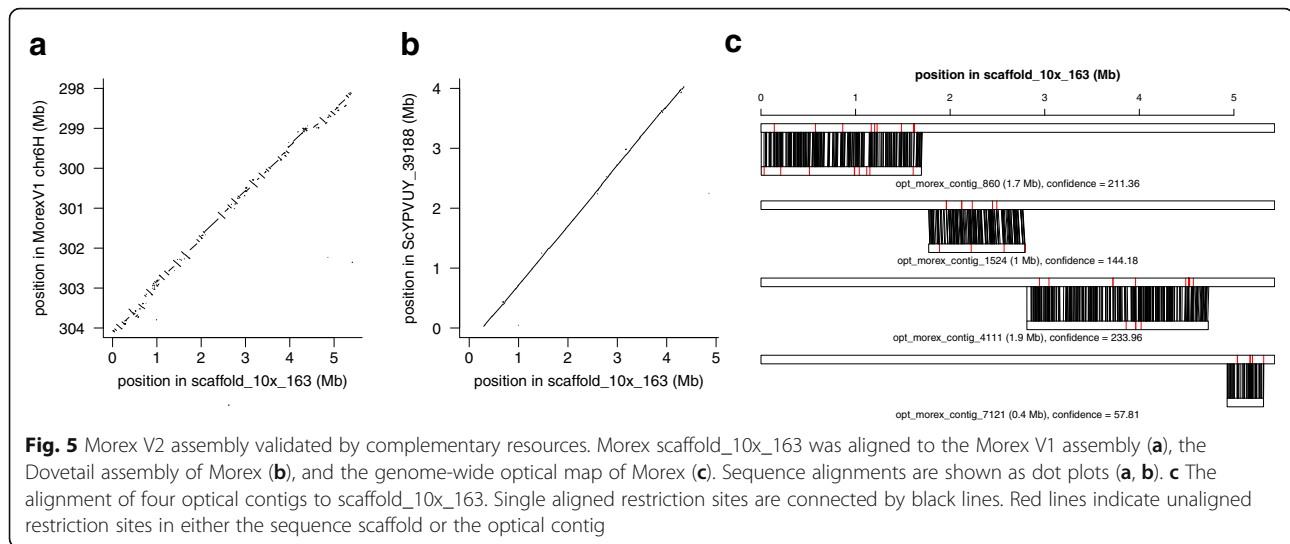 a
b
c
position in MorexV1 chr6H (Mb)
298
299
300
301
302
303
304
0 1 2 3 4 5
position in scaffold_10x_163 (Mb)
position in ScYPVUY_39188 (Mb)
4
3
2
1
0
0 1 2 3 4 5
position in scaffold_10x_163 (Mb)
position in scaffold_10x_163 (Mb)
0 1 2 3 4 5
opt_morex_contig_860 (1.7 Mb), confidence = 211.36
opt_morex_contig_1524 (1 Mb), confidence = 144.18
opt_morex_contig_4111 (1.9 Mb), confidence = 233.96
opt_morex_contig_7121 (0.4 Mb), confidence = 57.81
Fig. 5 Morex V2 assembly validated by complementary resources. Morex scaffold_10x_163 was aligned to the Morex V1 assembly (a), the
Dovetail assembly of Morex (b), and the genome-wide optical map of Morex (c). Sequence alignments are shown as dot plots (a, b). c The
alignment of four optical contigs to scaffold_10x_163. Single aligned restriction sites are connected by black lines. Red lines indicate unaligned
restriction sites in either the sequence scaffold or the optical contig